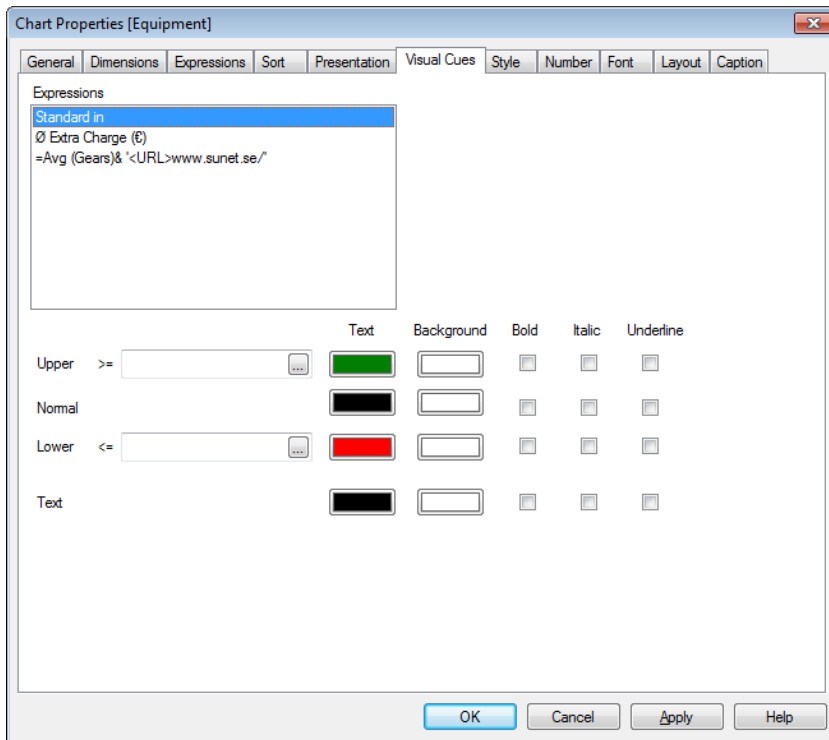 Chart Properties [Equipment]
General Dimensions Expressions Sort Presentation Visual Cues Style Number Font Layout Caption
Expressions
Standard in
Ø Extra Charge (€)
=Avg (Gears)& '<URL>www.sunet.se/'
Text Background Bold Italic Underline
Upper >= ...
Normal
Lower <= ...
Text
OK Cancel Apply Help